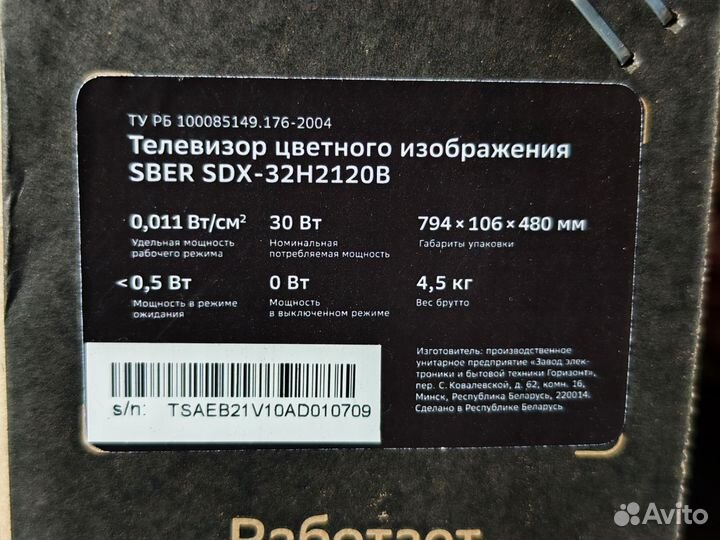 ТУ РБ 100085149.176-2004
Телевизор цветного изображения
SBER SDX-32H2120B
0,011 Вт/см²
Удельная мощность
рабочего режима
30 Вт
Номинальная
потребляемая мощность
794 × 106 × 480 мм
Габариты упаковки
<0,5 Вт
Мощность в режиме
ожидания
0 Вт
Мощность
в выключенном режиме
4,5 кг
Вес брутто
Изготовитель: производственное
унитарное предприятие «Завод элек-
троники и бытовой техники Горизонт»,
пер. С. Ковалевской, д. 62, комн. 16,
Минск, Республика Беларусь, 220014.
Сделано в Республике Беларусь
s/n: TSAEB21V10AD010709
Работает
Avito